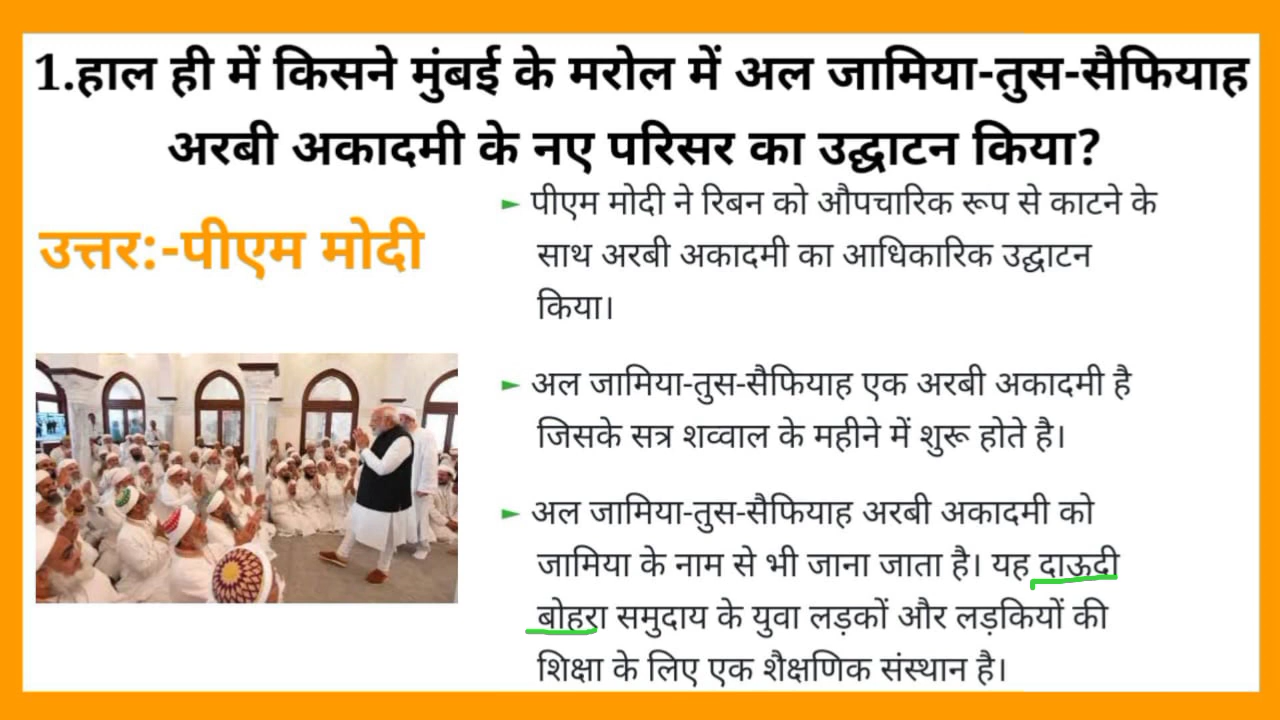 1.हाल ही में किसने मुंबई के मरोल में अल जामिया-तुस-सैफियाह
अरबी अकादमी के नए परिसर का उद्घाटन किया?
उत्तर:-पीएम मोदी
► पीएम मोदी ने रिबन को औपचारिक रूप से काटने के
साथ अरबी अकादमी का आधिकारिक उद्घाटन
किया।
► अल जामिया-तुस-सैफियाह एक अरबी अकादमी है
जिसके सत्र शव्वाल के महीने में शुरू होते है।
► अल जामिया-तुस-सैफियाह अरबी अकादमी को
जामिया के नाम से भी जाना जाता है। यह दाऊदी
बोहरा समुदाय के युवा लड़कों और लड़कियों की
शिक्षा के लिए एक शैक्षणिक संस्थान है।